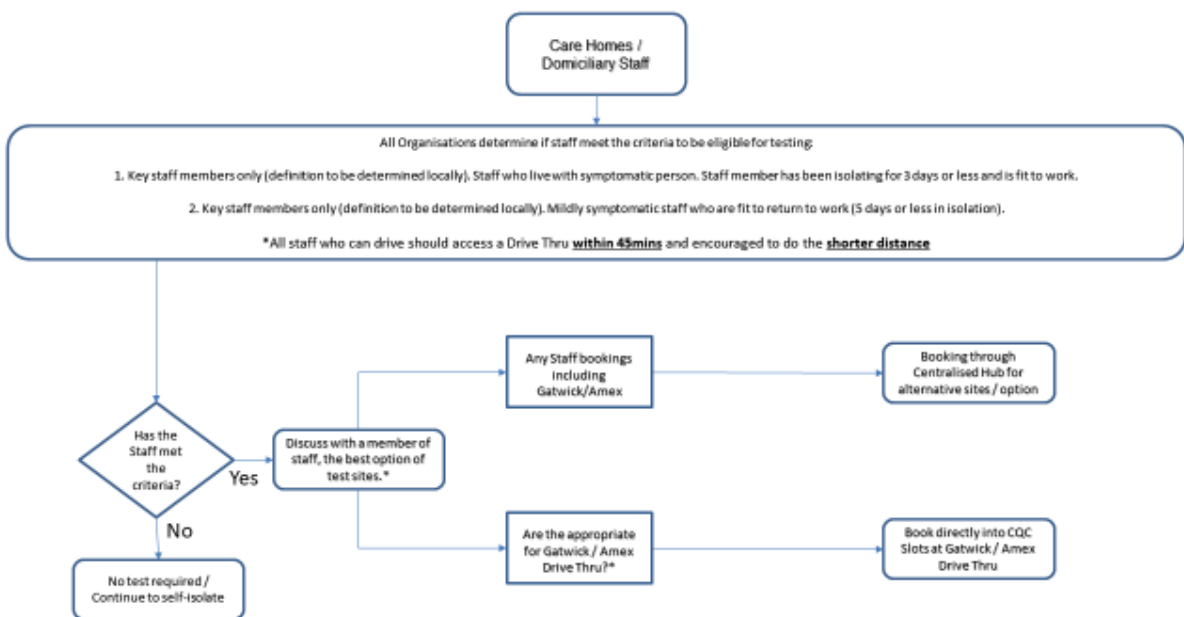 Care Homes /
Domiciliary Staff
All Organisations determine if staff meet the criteria to be eligible for testing:
1. Key staff members only (definition to be determined locally). Staff who live with symptomatic person. Staff member has been isolating for 3 days or less and is fit to work.
2. Key staff members only (definition to be determined locally). Mildly symptomatic staff who are fit to return to work (5 days or less in isolation).
*All staff who can drive should access a Drive Thru within 45mins and encouraged to do the shorter distance
Any Staff bookings
including
Gatwick/Amex
Booking through
Centralised Hub for
alternative sites / option
Has the
Staff met
the
criteria?
Yes
Discuss with a member of
staff, the best option of
test sites.*
No
Are the appropriate
for Gatwick / Amex
Drive Thru?*
Book directly into CQC
Slots at Gatwick / Amex
Drive Thru
No test required /
Continue to self-isolate